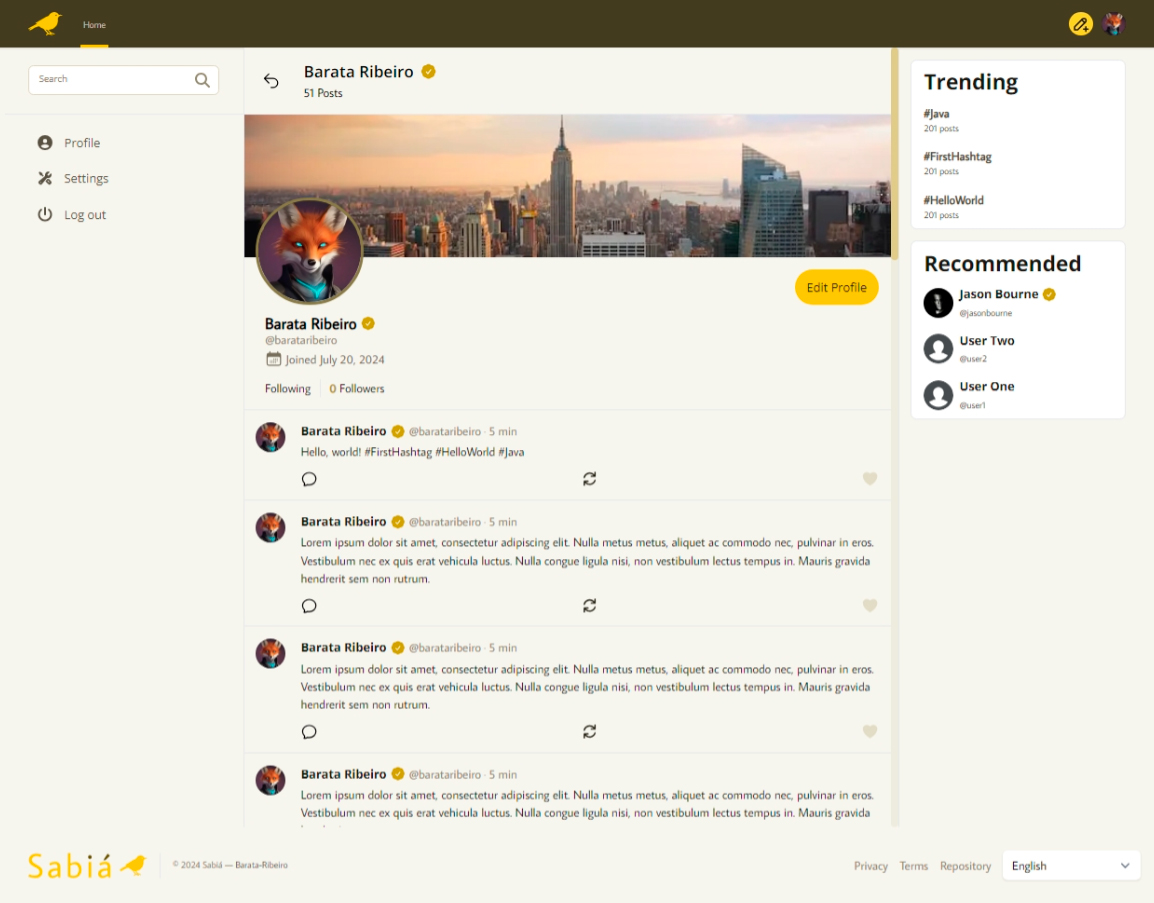 Home
Search
Profile
Settings
Log out
Barata Ribeiro
51 Posts
Edit Profile
Barata Ribeiro
@barataribeiro
Joined July 20, 2024
Following 0 Followers
Barata Ribeiro @barataribeiro · 5 min
Hello, world! #FirstHashtag #HelloWorld #Java
Barata Ribeiro @barataribeiro · 5 min
Lorem ipsum dolor sit amet, consectetur adipiscing elit. Nulla metus metus, aliquet ac commodo nec, pulvinar in eros.
Vestibulum nec ex quis erat vehicula luctus. Nulla congue ligula nisi, non vestibulum lectus tempus in. Mauris gravida
hendrerit sem non rutrum.
Barata Ribeiro @barataribeiro · 5 min
Lorem ipsum dolor sit amet, consectetur adipiscing elit. Nulla metus metus, aliquet ac commodo nec, pulvinar in eros.
Vestibulum nec ex quis erat vehicula luctus. Nulla congue ligula nisi, non vestibulum lectus tempus in. Mauris gravida
hendrerit sem non rutrum.
Barata Ribeiro @barataribeiro · 5 min
Lorem ipsum dolor sit amet, consectetur adipiscing elit. Nulla metus metus, aliquet ac commodo nec, pulvinar in eros.
Vestibulum nec ex quis erat vehicula luctus. Nulla congue ligula nisi, non vestibulum lectus tempus in. Mauris gravida
Trending
#Java
201 posts
#FirstHashtag
201 posts
#HelloWorld
201 posts
Recommended
Jason Bourne
@jasonbourne
User Two
@user2
User One
@user1
Sabiá
© 2024 Sabiá — Barata-Ribeiro
Privacy Terms Repository English